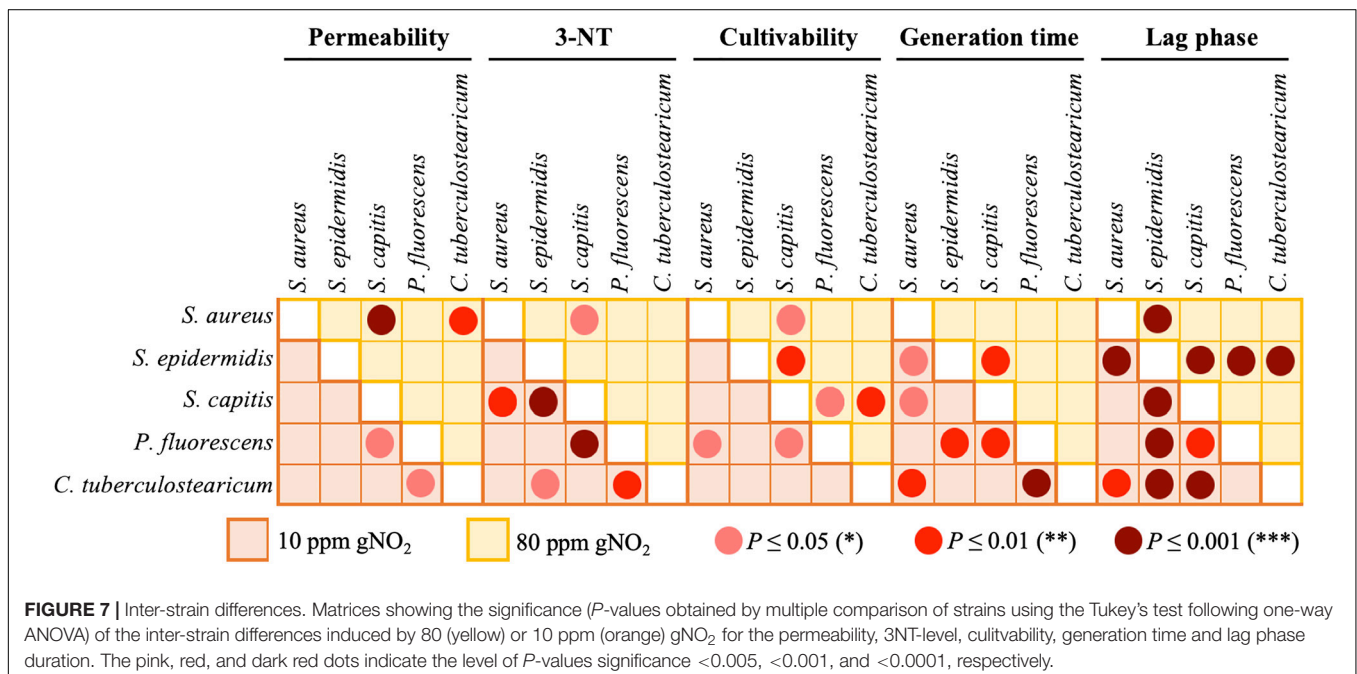 Permeability 3-NT Cultivability Generation time Lag phase
S. aureus S. epidermidis S. capitis P. fluorescens C. tuberculostearicum S. aureus S. epidermidis S. capitis P. fluorescens C. tuberculostearicum S. aureus S. epidermidis S. capitis P. fluorescens C. tuberculostearicum S. aureus S. epidermidis S. capitis P. fluorescens C. tuberculostearicum S. aureus S. epidermidis S. capitis P. fluorescens C. tuberculostearicum
S. aureus
S. epidermidis
S. capitis
P. fluorescens
C. tuberculostearicum
10 ppm gNO₂ 80 ppm gNO₂ P ≤ 0.05 (*) P ≤ 0.01 (**) P ≤ 0.001 (***)
FIGURE 7 | Inter-strain differences. Matrices showing the significance (P-values obtained by multiple comparison of strains using the Tukey's test following one-way
ANOVA) of the inter-strain differences induced by 80 (yellow) or 10 ppm (orange) gNO₂ for the permeability, 3NT-level, culitvability, generation time and lag phase
duration. The pink, red, and dark red dots indicate the level of P-values significance <0.005, <0.001, and <0.0001, respectively.